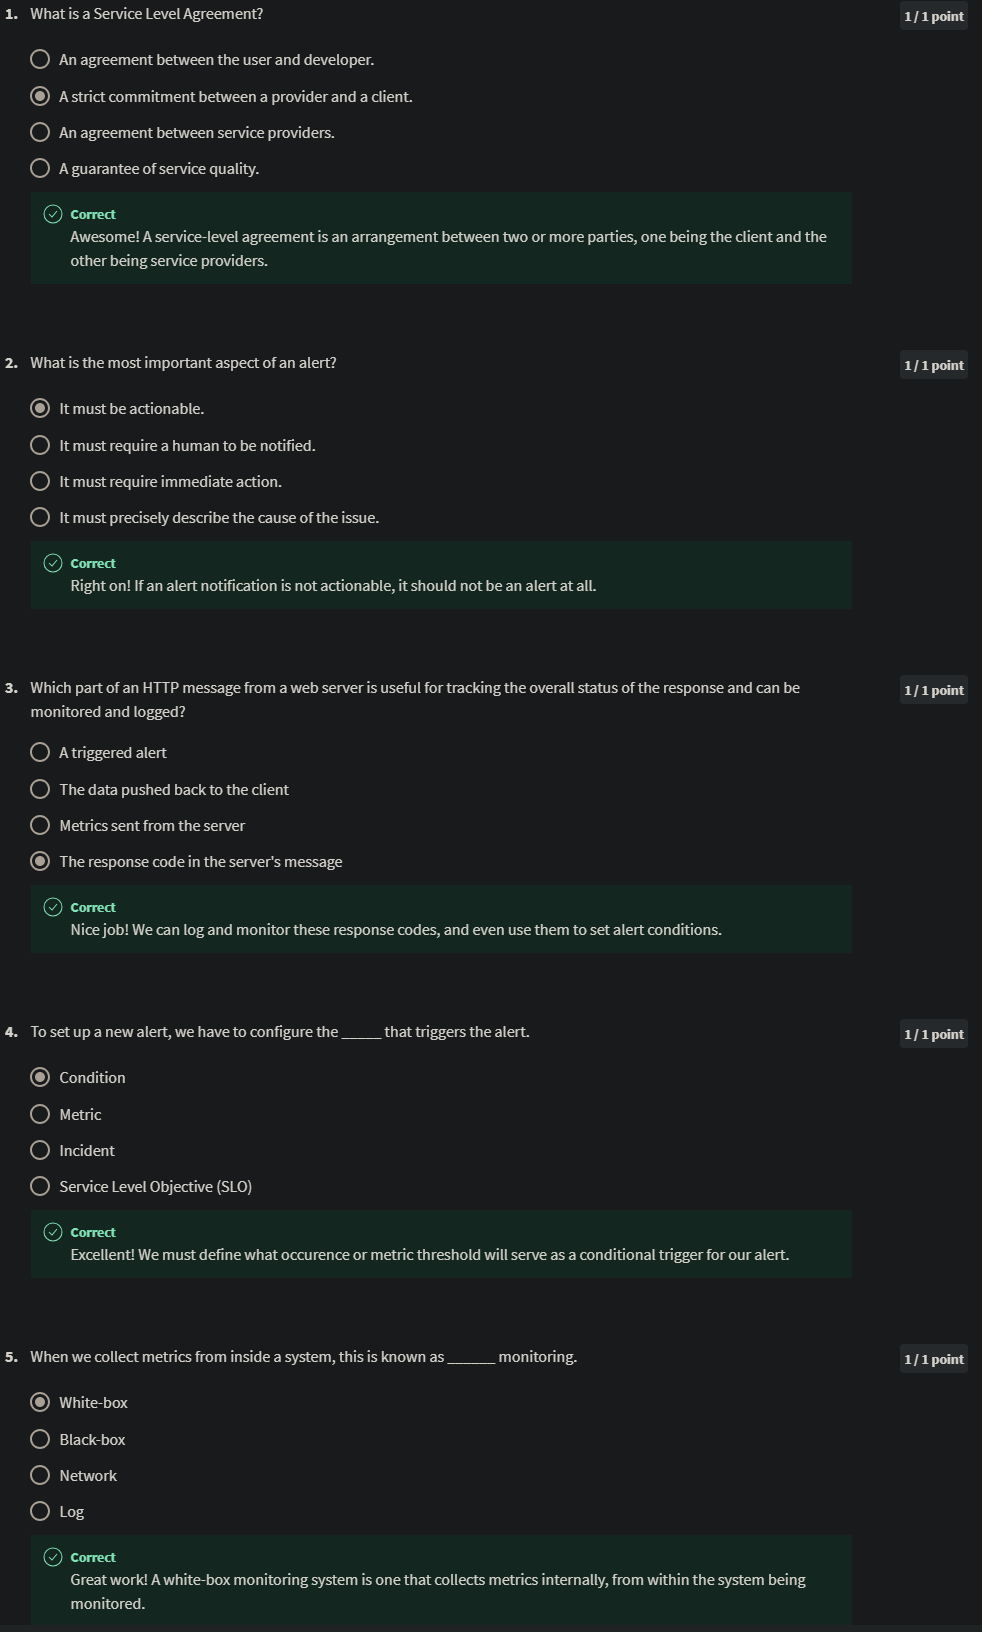 1. What is a Service Level Agreement?
1 / 1 point
An agreement between the user and developer.
A strict commitment between a provider and a client.
An agreement between service providers.
A guarantee of service quality.
Correct
Awesome! A service-level agreement is an arrangement between two or more parties, one being the client and the
other being service providers.
2. What is the most important aspect of an alert?
1 / 1 point
It must be actionable.
It must require a human to be notified.
It must require immediate action.
It must precisely describe the cause of the issue.
Correct
Right on! If an alert notification is not actionable, it should not be an alert at all.
3. Which part of an HTTP message from a web server is useful for tracking the overall status of the response and can be
monitored and logged?
1 / 1 point
A triggered alert
The data pushed back to the client
Metrics sent from the server
The response code in the server's message
Correct
Nice job! We can log and monitor these response codes, and even use them to set alert conditions.
4. To set up a new alert, we have to configure the _____ that triggers the alert.
1 / 1 point
Condition
Metric
Incident
Service Level Objective (SLO)
Correct
Excellent! We must define what occurence or metric threshold will serve as a conditional trigger for our alert.
5. When we collect metrics from inside a system, this is known as ______ monitoring.
1 / 1 point
White-box
Black-box
Network
Log
Correct
Great work! A white-box monitoring system is one that collects metrics internally, from within the system being
monitored.